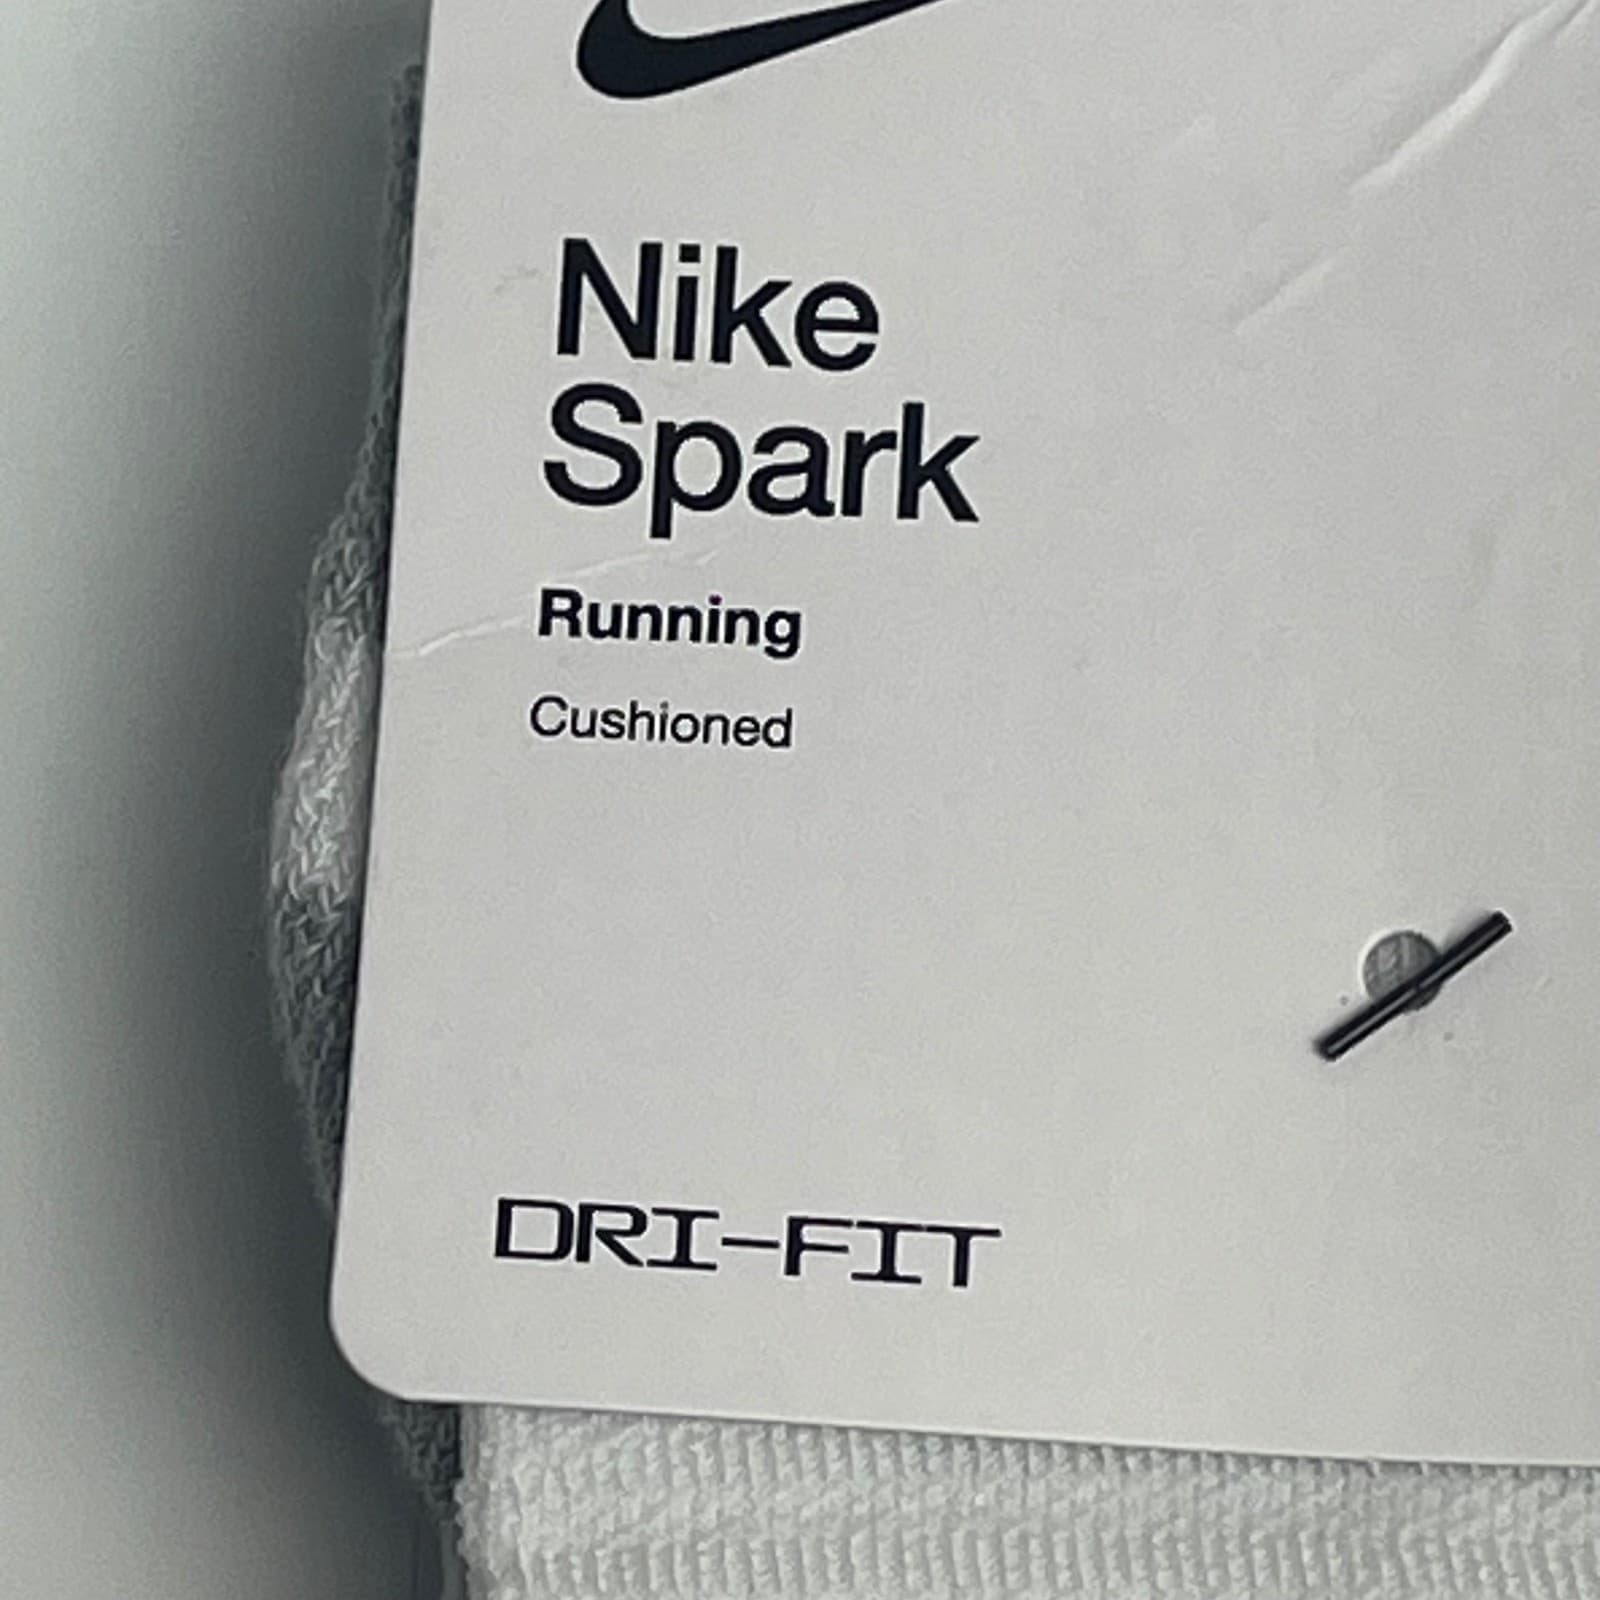 Nike
Spark
Running
Cushioned
DRI-FIT